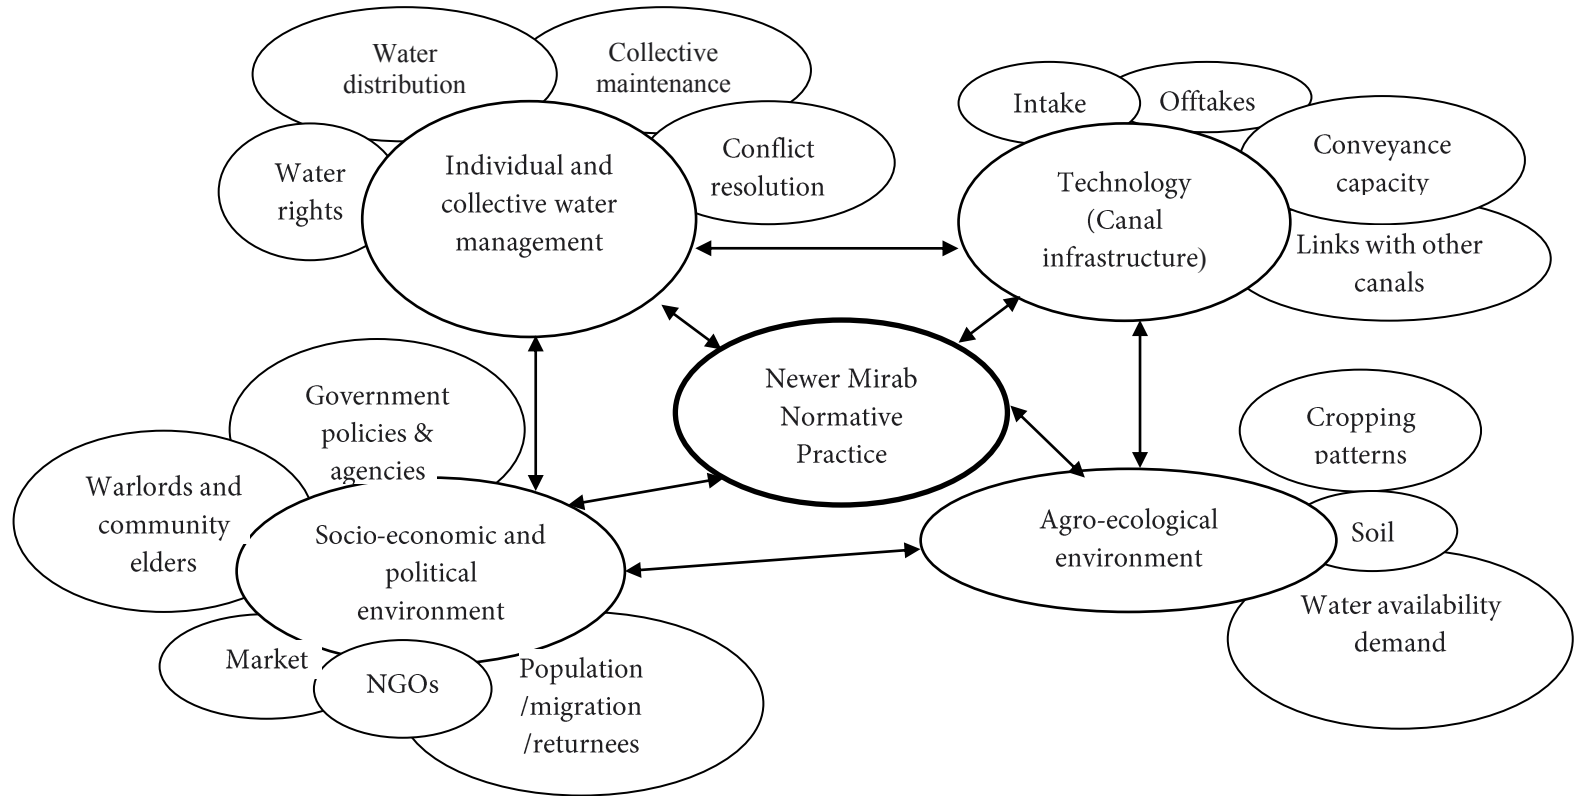 Water
distribution
Collective
maintenance
Water
rights
Individual and
collective water
management
Conflict
resolution
Intake
Offtakes
Conveyance
capacity
Technology
(Canal
infrastructure)
Links with other
canals
Newer Mirab
Normative
Practice
Government
policies &
agencies
Warlords and
community
elders
Socio-economic and
political
environment
Market
NGOs
Population
/migration
/returnees
Agro-ecological
environment
Cropping
patterns
Soil
Water availability
demand